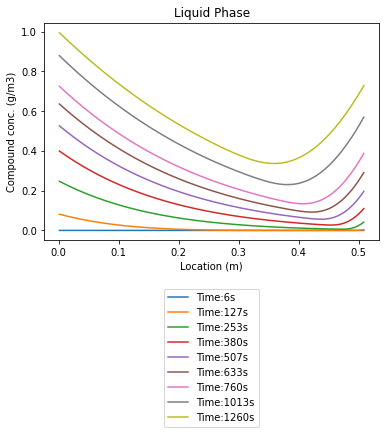 Liquid Phase
Compound conc. (g/m3)
1.0
0.8
0.6
0.4
0.2
0.0
0.0 0.1 0.2 0.3 0.4 0.5
Location (m)
Time:6s
Time:127s
Time:253s
Time:380s
Time:507s
Time:633s
Time:760s
Time:1013s
Time:1260s